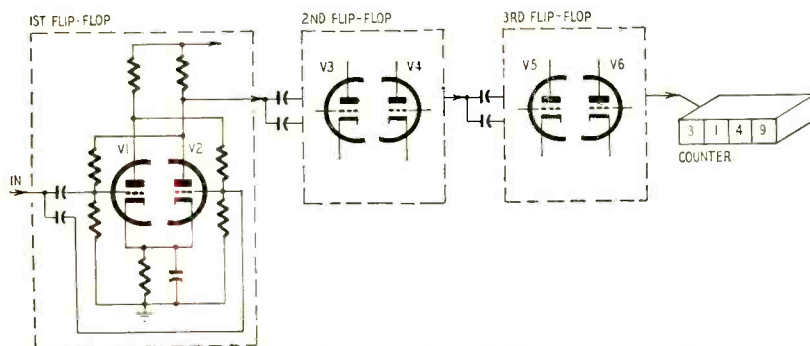 1ST FLIP-FLOP
2ND FLIP-FLOP
3RD FLIP-FLOP
V1
V2
V3
V4
V5
V6
IN
3 1 4 9
COUNTER